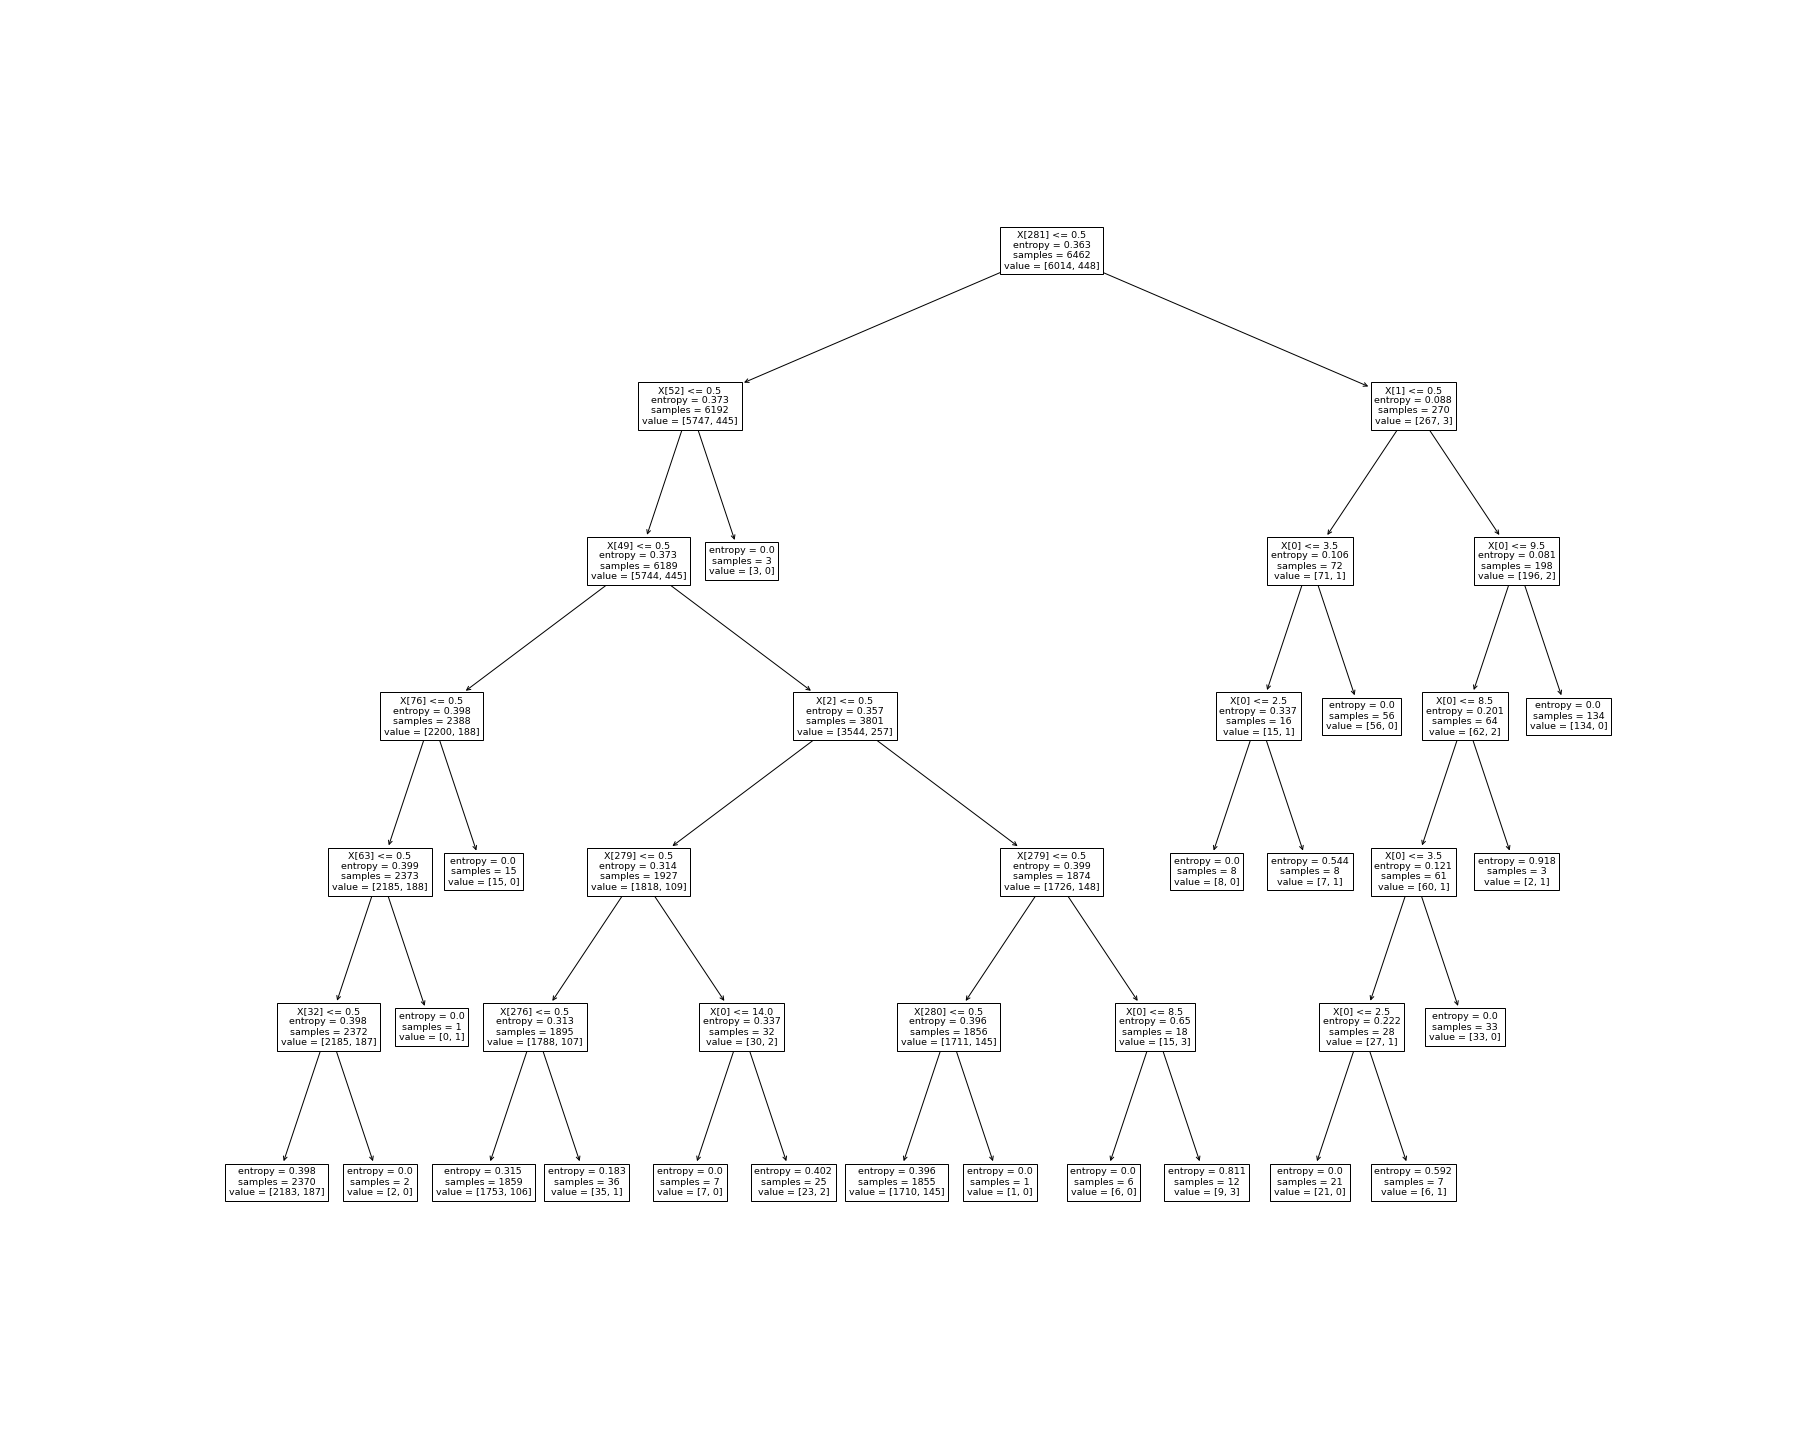 X[281] <= 0.5
entropy = 0.363
samples = 6462
value = [6014, 448]
X[52] <= 0.5
entropy = 0.373
samples = 6192
value = [5747, 445]
X[1] <= 0.5
entropy = 0.088
samples = 270
value = [267, 3]
X[49] <= 0.5
entropy = 0.373
samples = 6189
value = [5744, 445]
entropy = 0.0
samples = 3
value = [3, 0]
X[0] <= 3.5
entropy = 0.106
samples = 72
value = [71, 1]
X[0] <= 9.5
entropy = 0.081
samples = 198
value = [196, 2]
X[76] <= 0.5
entropy = 0.398
samples = 2388
value = [2200, 188]
X[2] <= 0.5
entropy = 0.357
samples = 3801
value = [3544, 257]
X[0] <= 2.5
entropy = 0.337
samples = 16
value = [15, 1]
entropy = 0.0
samples = 56
value = [56, 0]
X[0] <= 8.5
entropy = 0.201
samples = 64
value = [62, 2]
entropy = 0.0
samples = 134
value = [134, 0]
X[63] <= 0.5
entropy = 0.399
samples = 2373
value = [2185, 188]
entropy = 0.0
samples = 15
value = [15, 0]
X[279] <= 0.5
entropy = 0.314
samples = 1927
value = [1818, 109]
X[279] <= 0.5
entropy = 0.399
samples = 1874
value = [1726, 148]
entropy = 0.0
samples = 8
value = [8, 0]
entropy = 0.544
samples = 8
value = [7, 1]
X[0] <= 3.5
entropy = 0.121
samples = 61
value = [60, 1]
entropy = 0.918
samples = 3
value = [2, 1]
X[32] <= 0.5
entropy = 0.398
samples = 2372
value = [2185, 187]
entropy = 0.0
samples = 1
value = [0, 1]
X[276] <= 0.5
entropy = 0.313
samples = 1895
value = [1788, 107]
X[0] <= 14.0
entropy = 0.337
samples = 32
value = [30, 2]
X[280] <= 0.5
entropy = 0.396
samples = 1856
value = [1711, 145]
X[0] <= 8.5
entropy = 0.65
samples = 18
value = [15, 3]
X[0] <= 2.5
entropy = 0.222
samples = 28
value = [27, 1]
entropy = 0.0
samples = 33
value = [33, 0]
entropy = 0.398
samples = 2370
value = [2183, 187]
entropy = 0.0
samples = 2
value = [2, 0]
entropy = 0.315
samples = 1859
value = [1753, 106]
entropy = 0.183
samples = 36
value = [35, 1]
entropy = 0.0
samples = 7
value = [7, 0]
entropy = 0.402
samples = 25
value = [23, 2]
entropy = 0.396
samples = 1855
value = [1710, 145]
entropy = 0.0
samples = 1
value = [1, 0]
entropy = 0.0
samples = 6
value = [6, 0]
entropy = 0.811
samples = 12
value = [9, 3]
entropy = 0.0
samples = 21
value = [21, 0]
entropy = 0.592
samples = 7
value = [6, 1]